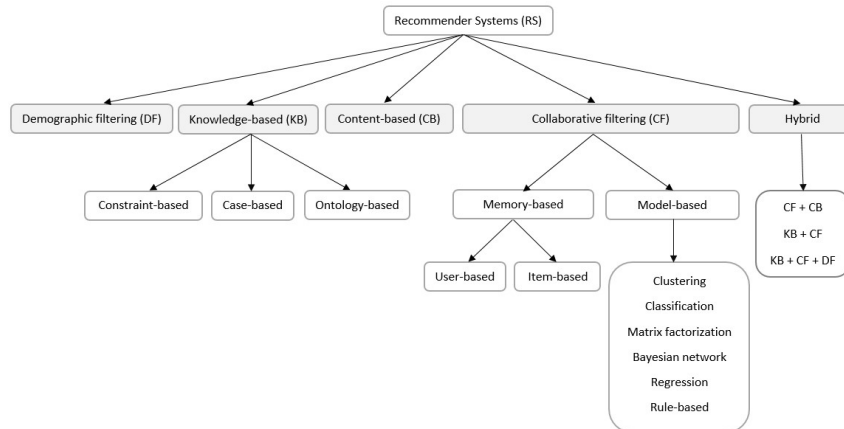 Recommender Systems (RS)
Demographic filtering (DF)
Knowledge-based (KB)
Content-based (CB)
Collaborative filtering (CF)
Hybrid
Constraint-based
Case-based
Ontology-based
Memory-based
Model-based
CF + CB
KB + CF
KB + CF + DF
User-based
Item-based
Clustering
Classification
Matrix factorization
Bayesian network
Regression
Rule-based